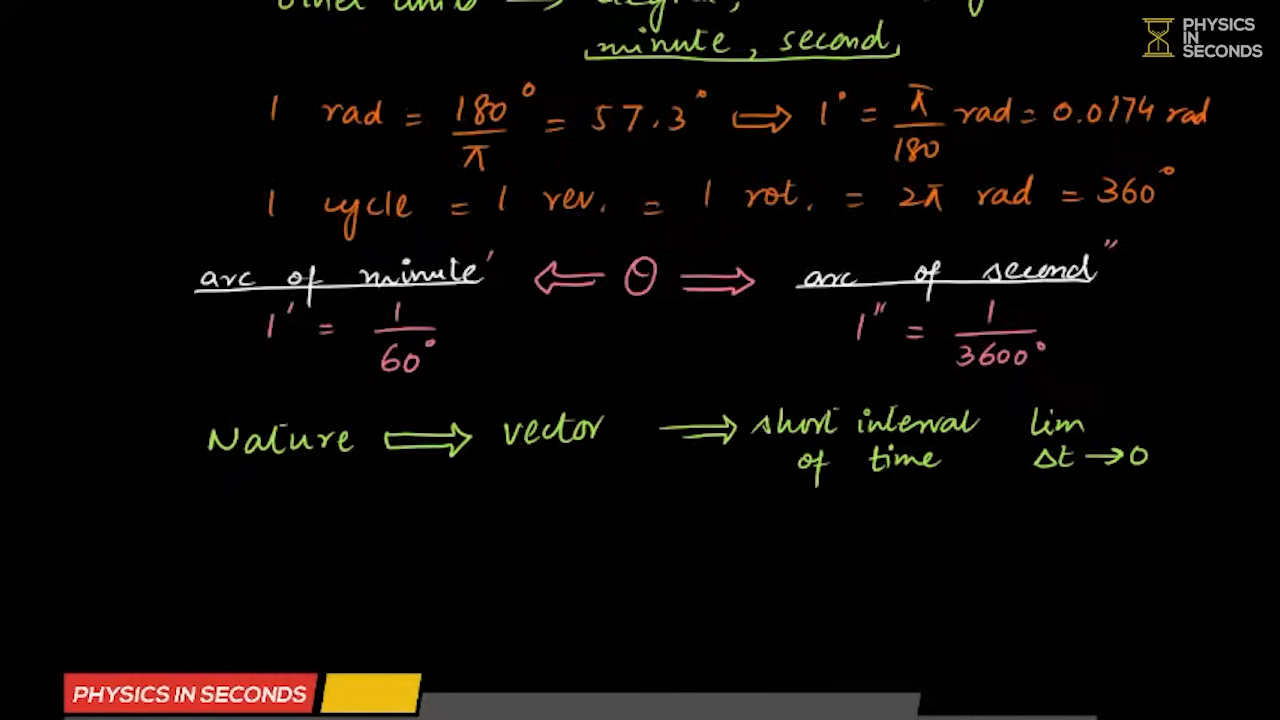 PHYSICS
IN
SECONDS
minute, second,
1 rad = 180° / π = 57.3° ⟹ 1° = π / 180 rad = 0.0174 rad
1 cycle = 1 rev. = 1 rot. = 2π rad = 360°
arc of minute' ⟸ θ ⟹ arc of second"
1' = 1 / 60° 1" = 1 / 3600°
Nature ⟹ vector ⟹ short interval lim
of time Δt → 0
PHYSICS IN SECONDS